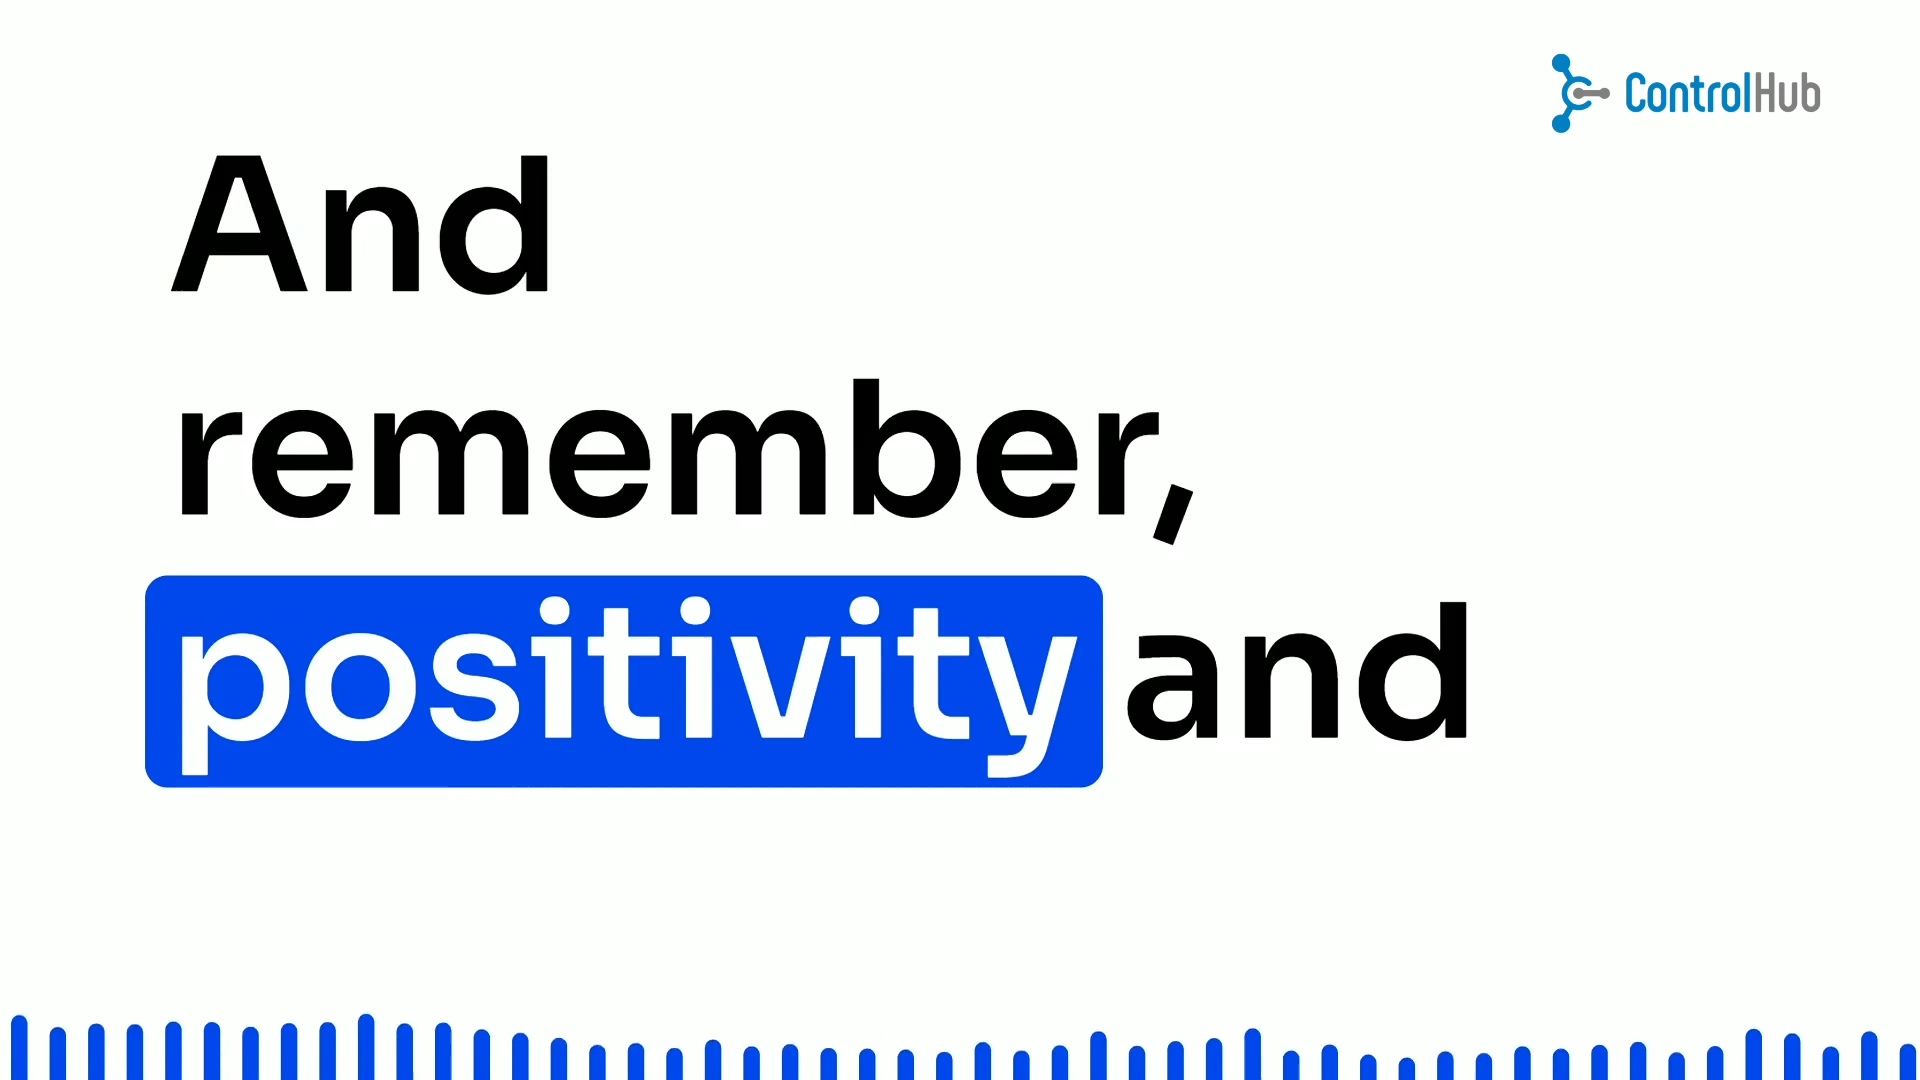 ControlHub
And
remember,
positivity and